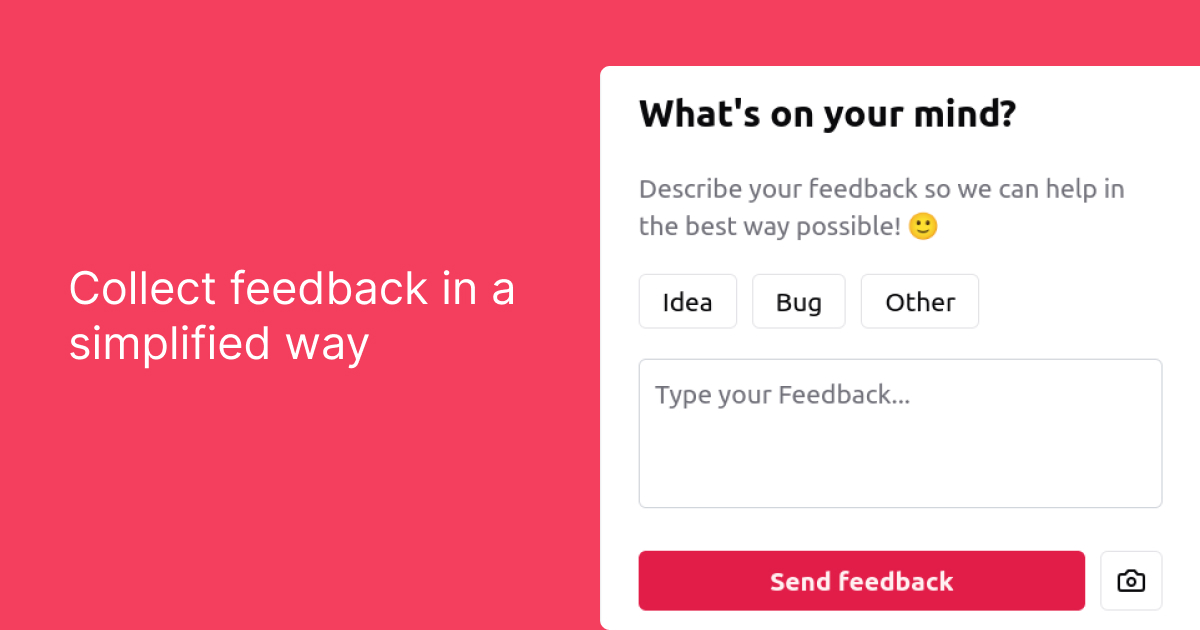 Collect feedback in a
simplified way
What's on your mind?
Describe your feedback so we can help in
the best way possible! 🙂
Idea
Bug
Other
Type your Feedback...
Send feedback